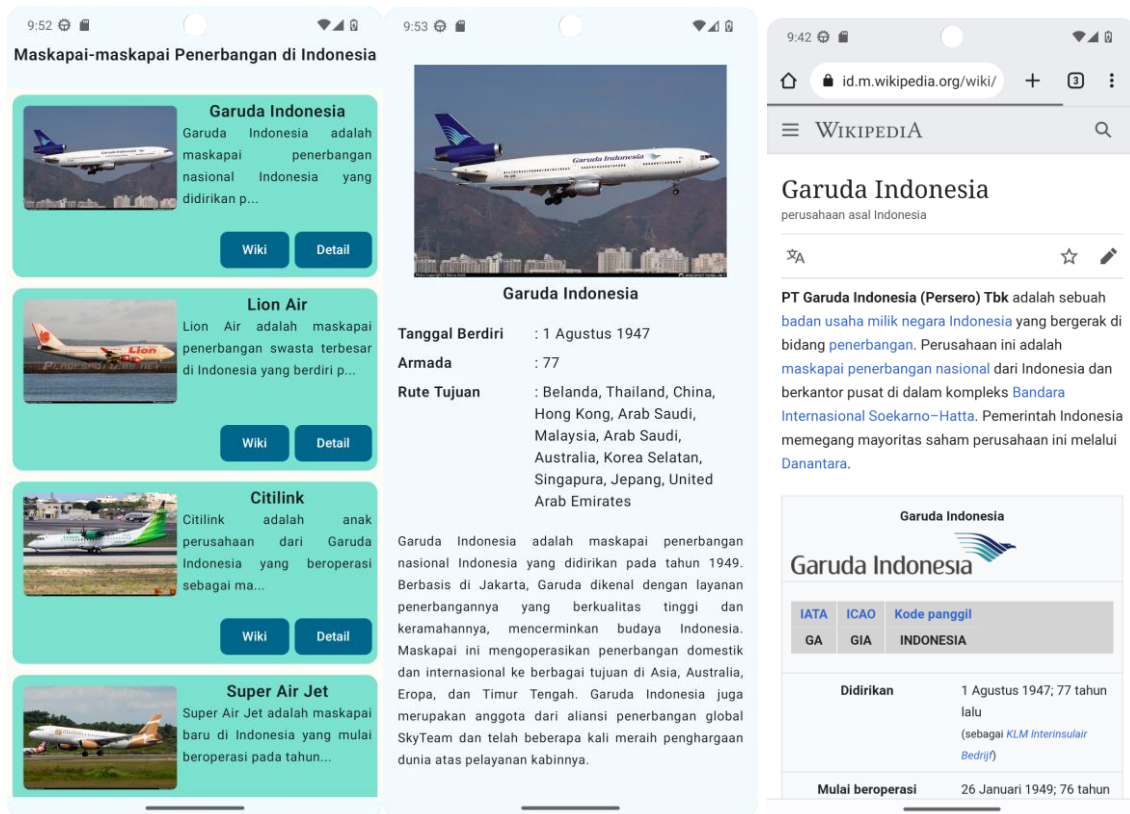 9:52
Maskapai-maskapai Penerbangan di Indonesia
Garuda Indonesia
Garuda Indonesia adalah
maskapai penerbangan
nasional Indonesia yang
didirikan p...
Wiki Detail
Lion Air
Lion Air adalah maskapai
penerbangan swasta terbesar
di Indonesia yang berdiri p...
Lion
Wiki Detail
Citilink
Citilink adalah anak
perusahaan dari Garuda
Indonesia yang beroperasi
sebagai ma...
Wiki Detail
Super Air Jet
Super Air Jet adalah maskapai
baru di Indonesia yang mulai
beroperasi pada tahun...
9:53
Garuda Indonesia
Garuda Indonesia
Tanggal Berdiri : 1 Agustus 1947
Armada : 77
Rute Tujuan : Belanda, Thailand, China,
Hong Kong, Arab Saudi,
Malaysia, Arab Saudi,
Australia, Korea Selatan,
Singapura, Jepang, United
Arab Emirates
Garuda Indonesia adalah maskapai penerbangan
nasional Indonesia yang didirikan pada tahun 1949.
Berbasis di Jakarta, Garuda dikenal dengan layanan
penerbangannya yang berkualitas tinggi dan
keramahannya, mencerminkan budaya Indonesia.
Maskapai ini mengoperasikan penerbangan domestik
dan internasional ke berbagai tujuan di Asia, Australia,
Eropa, dan Timur Tengah. Garuda Indonesia juga
merupakan anggota dari aliansi penerbangan global
SkyTeam dan telah beberapa kali meraih penghargaan
dunia atas pelayanan kabinnya.
9:42
id.m.wikipedia.org/wiki/ 3
WIKIPEDIA
Garuda Indonesia
perusahaan asal Indonesia
PT Garuda Indonesia (Persero) Tbk adalah sebuah
badan usaha milik negara Indonesia yang bergerak di
bidang penerbangan. Perusahaan ini adalah
maskapai penerbangan nasional dari Indonesia dan
berkantor pusat di dalam kompleks Bandara
Internasional Soekarno–Hatta. Pemerintah Indonesia
memegang mayoritas saham perusahaan ini melalui
Danantara.
Garuda Indonesia
Garuda Indonesia
IATA ICAO Kode panggil
GA GIA INDONESIA
Didirikan 1 Agustus 1947; 77 tahun
lalu
(sebagai KLM Interinsulair
Bedrijf)
Mulai beroperasi 26 Januari 1949; 76 tahun